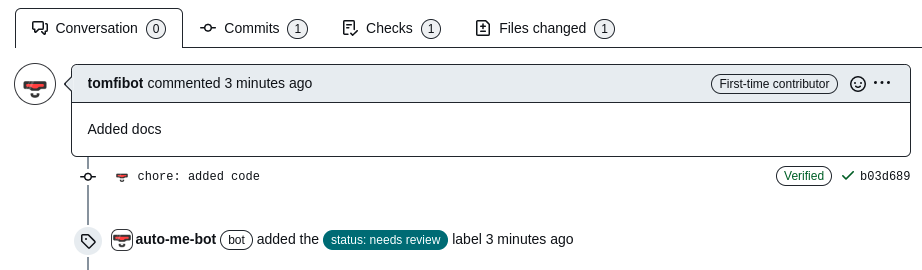 Conversation 0 Commits 1 Checks 1 Files changed 1
tomfibot commented 3 minutes ago First-time contributor
Added docs
chore: added code Verified b03d689
auto-me-bot bot added the status: needs review label 3 minutes ago